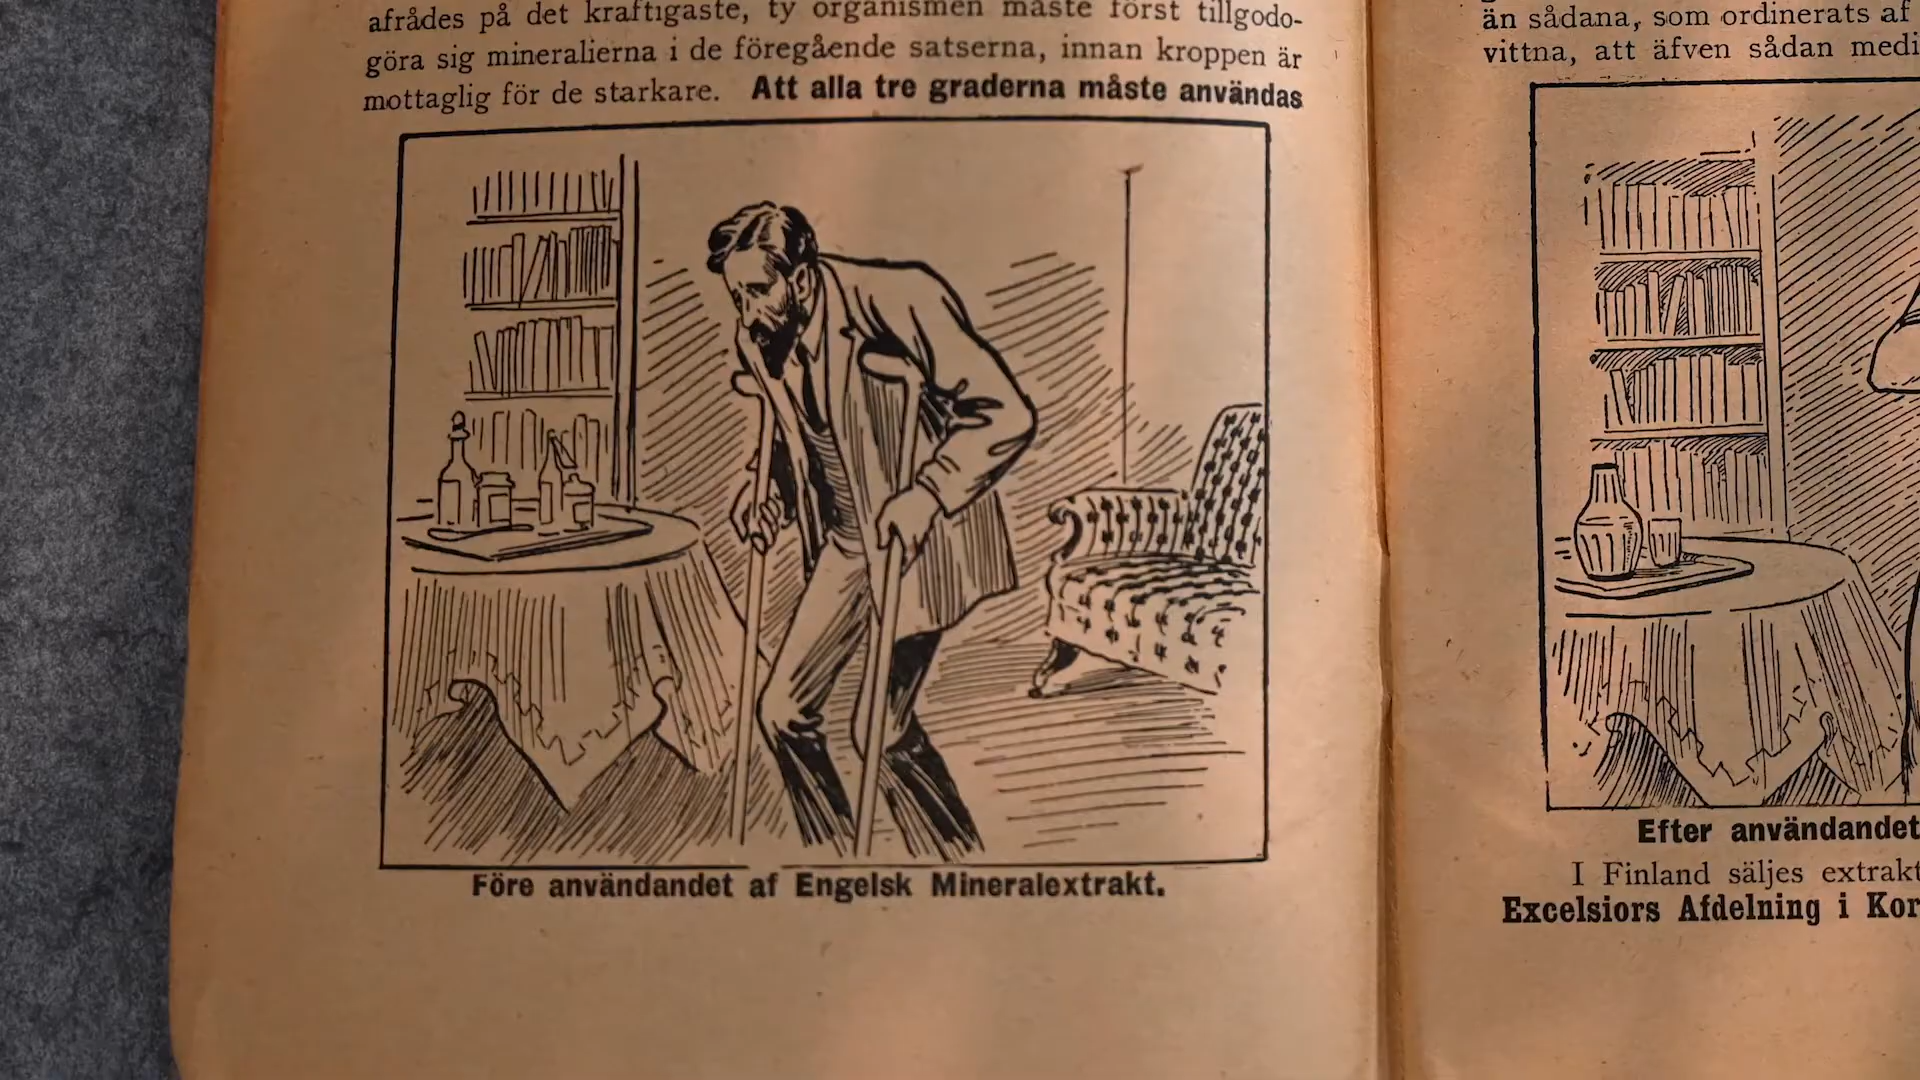 afrådes på det kraftigaste, ty organismen måste först tillgodo-
göra sig mineralierna i de föregående satserna, innan kroppen är
mottaglig för de starkare. Att alla tre graderna måste användas
Före användandet af Engelsk Mineralextrakt.
än sådana, som ordinerats af
vittna, att äfven sådan medi
Efter användandet
I Finland säljes extrakt
Excelsiors Afdelning i Kor